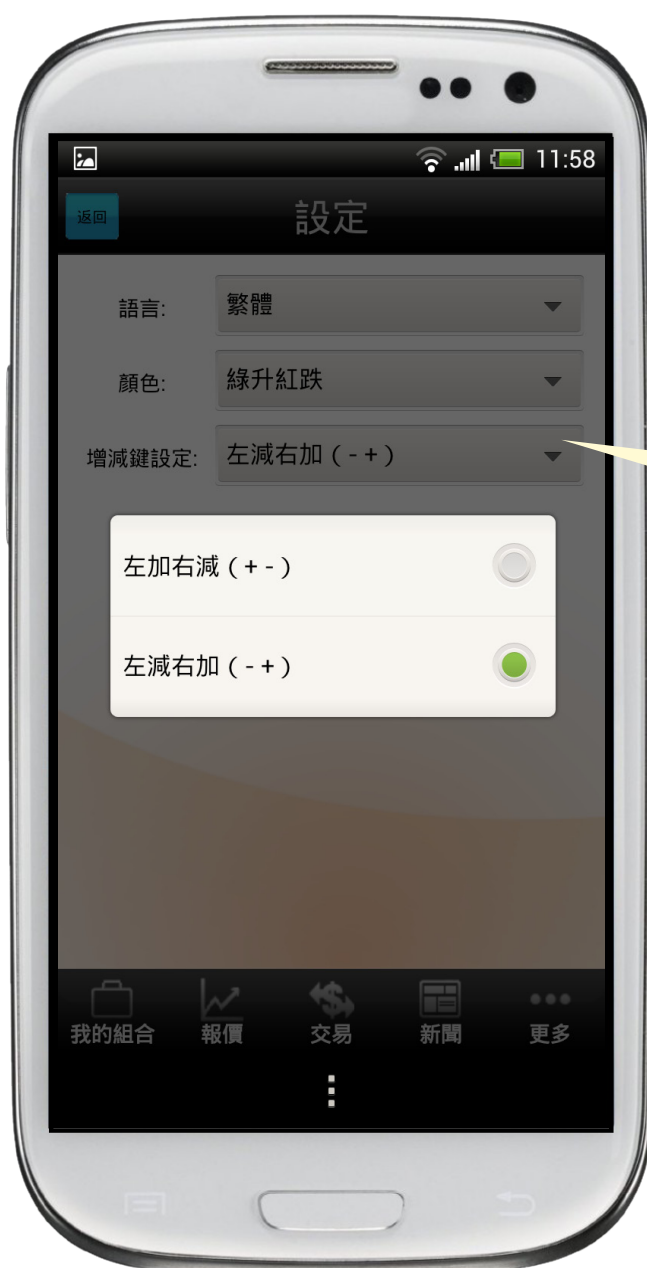 11:58
返回
設定
語言:
繁體
顏色:
綠升紅跌
增減鍵設定:
左減右加 ( - + )
左加右減 ( + - )
左減右加 ( - + )
我的組合
報價
交易
新聞
更多